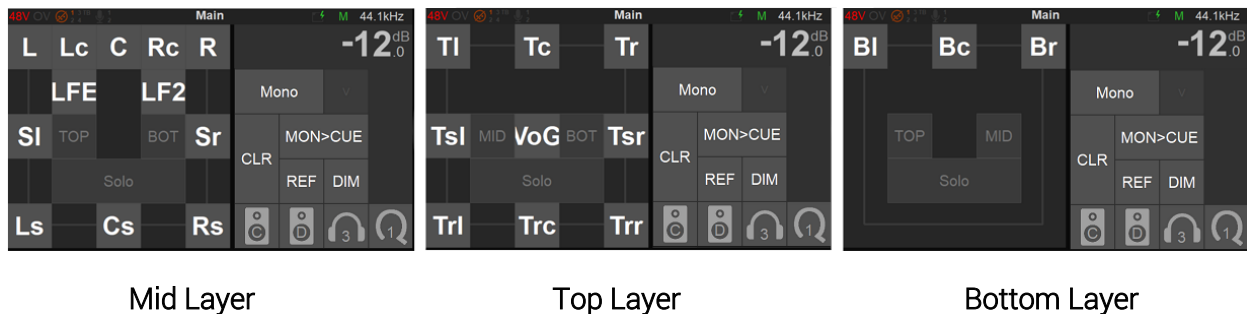 48V OV Main M 44.1kHz
L Lc C Rc R -12 dB .0
LFE LF2 Mono V
Sl TOP BOT Sr CLR MON>CUE
Solo REF DIM
Ls Cs Rs C D 3 1
Mid Layer
48V OV Main M 44.1kHz
Tl Tc Tr -12 dB .0
Mono V
Tsl MID VoG BOT Tsr CLR MON>CUE
Solo REF DIM
Trl Trc Trr C D 3 1
Top Layer
48V OV Main M 44.1kHz
Bl Bc Br -12 dB .0
Mono V
TOP MID CLR MON>CUE
Solo REF DIM
C D 3 1
Bottom Layer